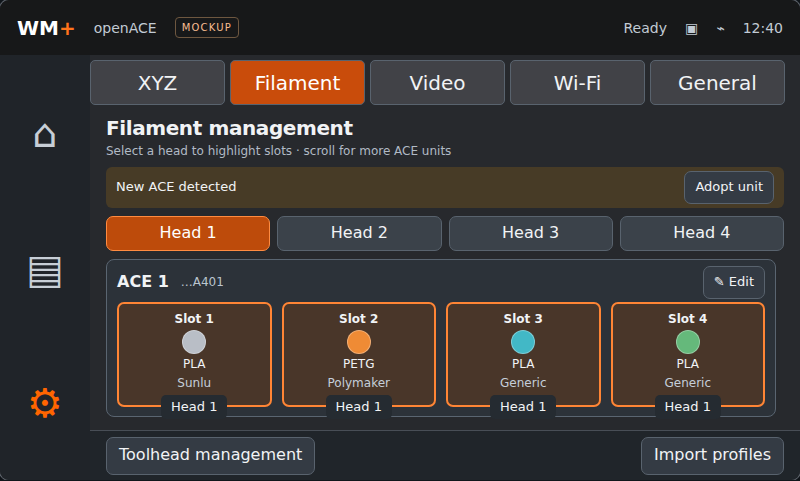 WM+ openACE MOCKUP Ready 12:40
XYZ Filament Video Wi-Fi General
Filament management
Select a head to highlight slots · scroll for more ACE units
New ACE detected Adopt unit
Head 1 Head 2 Head 3 Head 4
ACE 1 ...A401 ✎ Edit
Slot 1 Slot 2 Slot 3 Slot 4
PLA PETG PLA PLA
Sunlu Polymaker Generic Generic
Head 1 Head 1 Head 1 Head 1
Toolhead management Import profiles